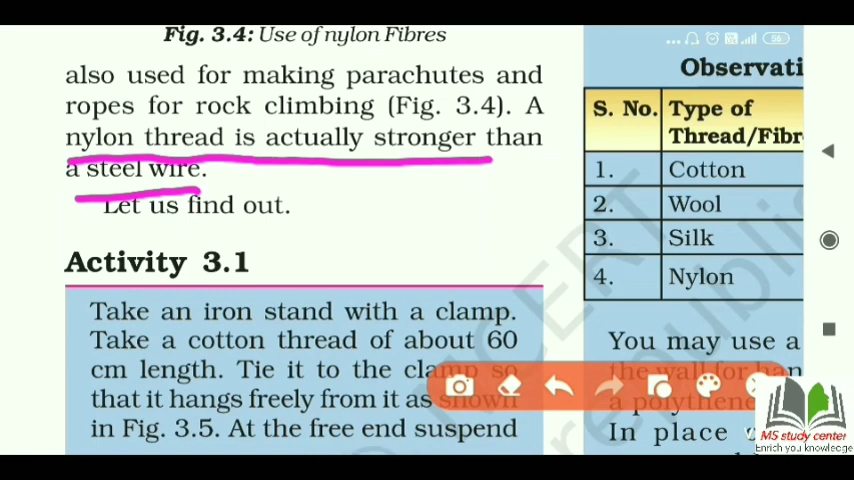 Fig. 3.4: Use of nylon Fibres
also used for making parachutes and
ropes for rock climbing (Fig. 3.4). A
nylon thread is actually stronger than
a steel wire.
Let us find out.
Activity 3.1
Take an iron stand with a clamp.
Take a cotton thread of about 60
cm length. Tie it to the clamp so
that it hangs freely from it as shown
in Fig. 3.5. At the free end suspend
56
Observati
S. No. Type of
Thread/Fibr
1. Cotton
2. Wool
3. Silk
4. Nylon
You may use a
the wall for han
a polythene
In place
MS study center
Enrich you knowledge